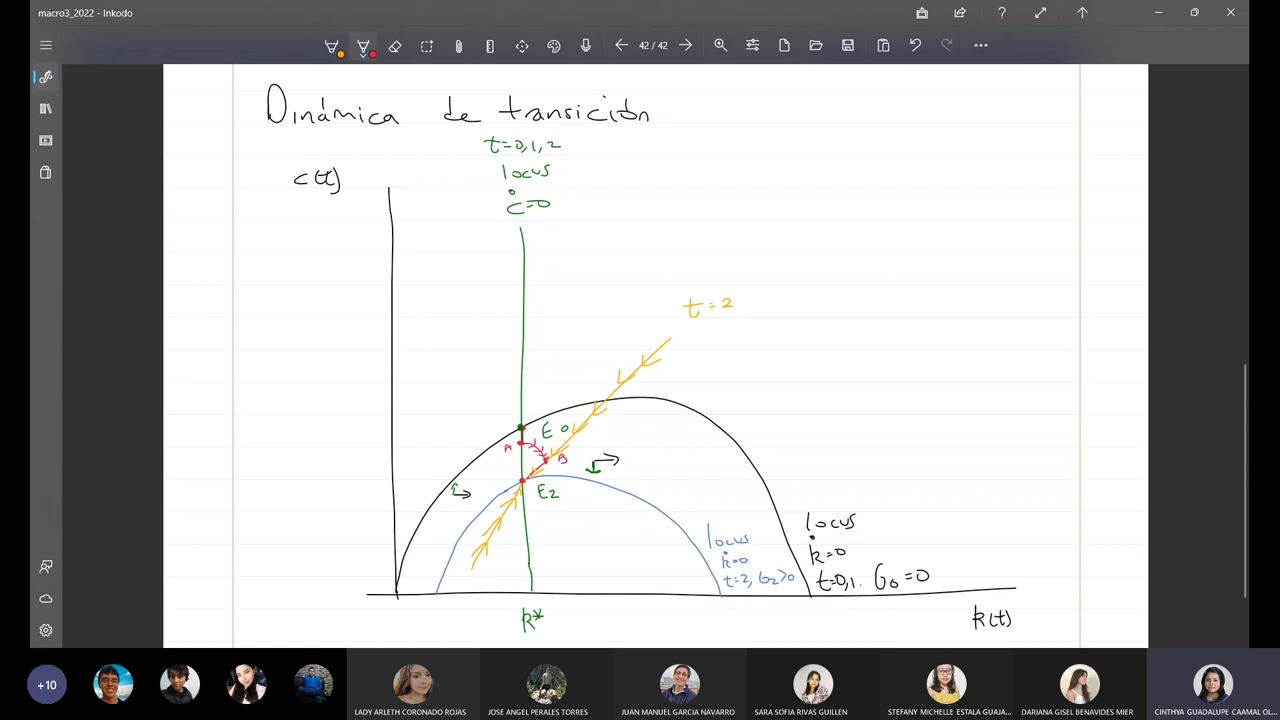 macro3_2022 - Inkodo
42 / 42
Dinámica de transición
t=0,1,2
locus
ċ=0
c(t)
t=2
E0
A
B
E2
locus
k̇=0
t=2, G2>0
locus
k̇=0
t=0,1. G0=0
k*
k(t)
+10
LADY ARLETH CORONADO ROJAS
JOSE ANGEL PERALES TORRES
JUAN MANUEL GARCIA NAVARRO
SARA SOFIA RIVAS GUILLEN
STEFANY MICHELLE ESTALA GUAJA...
DARIANA GISEL BENAVIDES MIER
CINTHYA GUADALUPE CAAMAL OL...